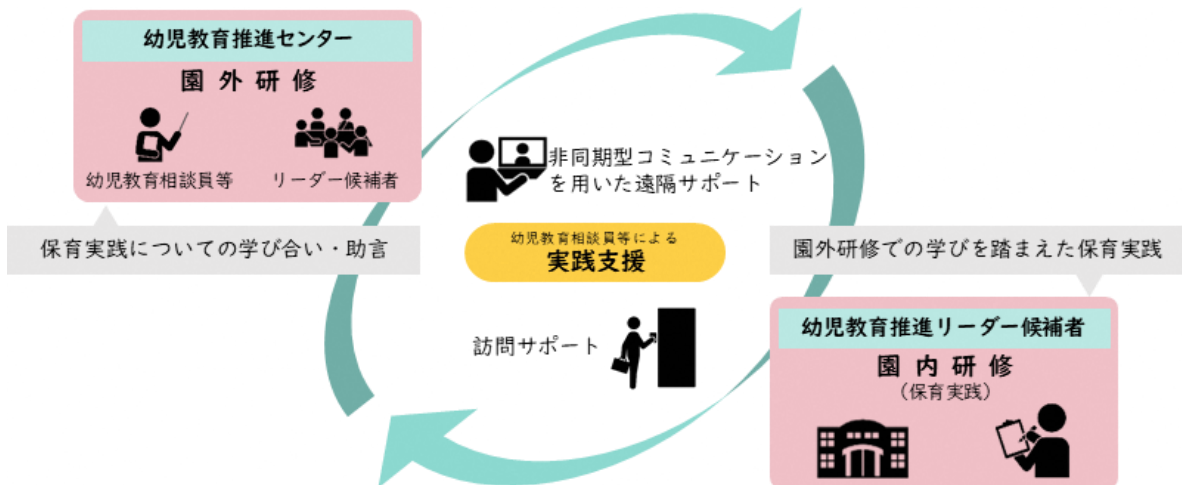 幼児教育推進センター
園外研修
幼児教育相談員等
リーダー候補者
保育実践についての学び合い・助言
非同期型コミュニケーション
を用いた遠隔サポート
幼児教育相談員等による
実践支援
訪問サポート
園外研修での学びを踏まえた保育実践
幼児教育推進リーダー候補者
園内研修
（保育実践）